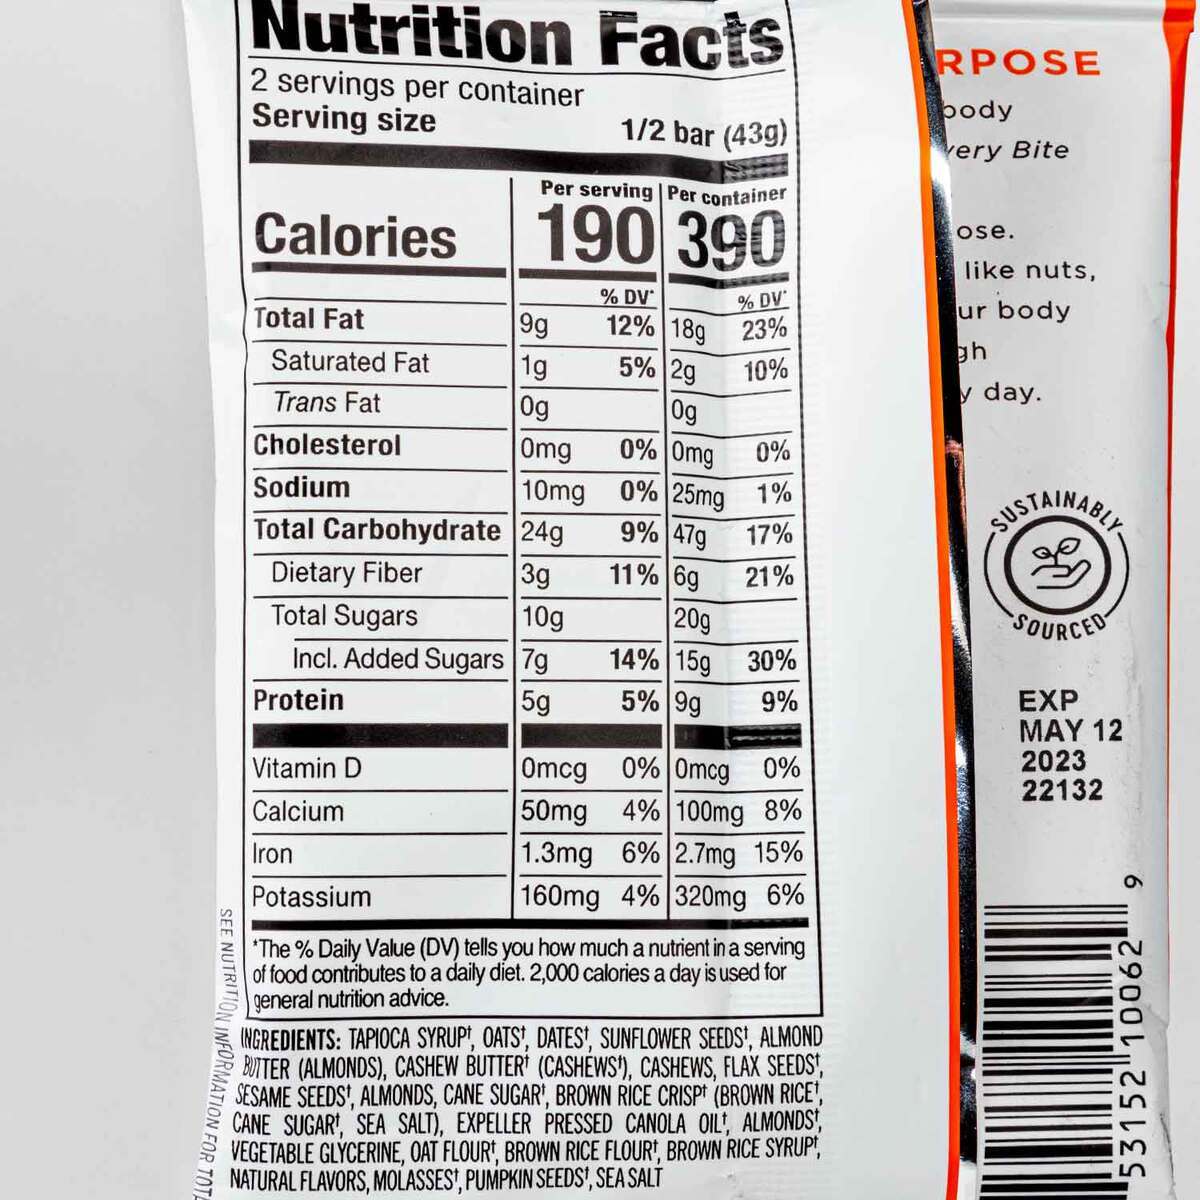 Nutrition Facts
2 servings per container
Serving size 1/2 bar (43g)
Per serving Per container
Calories 190 390
% DV* % DV*
Total Fat 9g 12% 18g 23%
Saturated Fat 1g 5% 2g 10%
Trans Fat 0g 0g
Cholesterol 0mg 0% 0mg 0%
Sodium 10mg 0% 25mg 1%
Total Carbohydrate 24g 9% 47g 17%
Dietary Fiber 3g 11% 6g 21%
Total Sugars 10g 20g
Incl. Added Sugars 7g 14% 15g 30%
Protein 5g 5% 9g 9%
Vitamin D 0mcg 0% 0mcg 0%
Calcium 50mg 4% 100mg 8%
Iron 1.3mg 6% 2.7mg 15%
Potassium 160mg 4% 320mg 6%
*The % Daily Value (DV) tells you how much a nutrient in a serving
of food contributes to a daily diet. 2,000 calories a day is used for
general nutrition advice.
INGREDIENTS: TAPIOCA SYRUP†, OATS†, DATES†, SUNFLOWER SEEDS†, ALMOND
BUTTER (ALMONDS), CASHEW BUTTER† (CASHEWS†), CASHEWS, FLAX SEEDS†,
SESAME SEEDS†, ALMONDS, CANE SUGAR†, BROWN RICE CRISP† (BROWN RICE†,
CANE SUGAR†, SEA SALT), EXPELLER PRESSED CANOLA OIL†, ALMONDS†,
VEGETABLE GLYCERINE, OAT FLOUR†, BROWN RICE FLOUR†, BROWN RICE SYRUP†,
NATURAL FLAVORS, MOLASSES†, PUMPKIN SEEDS†, SEA SALT
SEE NUTRITION INFORMATION FOR TOT
RPOSE
body
very Bite
ose.
like nuts,
ur body
gh
y day.
SUSTAINABLY
SOURCED
EXP
MAY 12
2023
22132
53152 10062 9